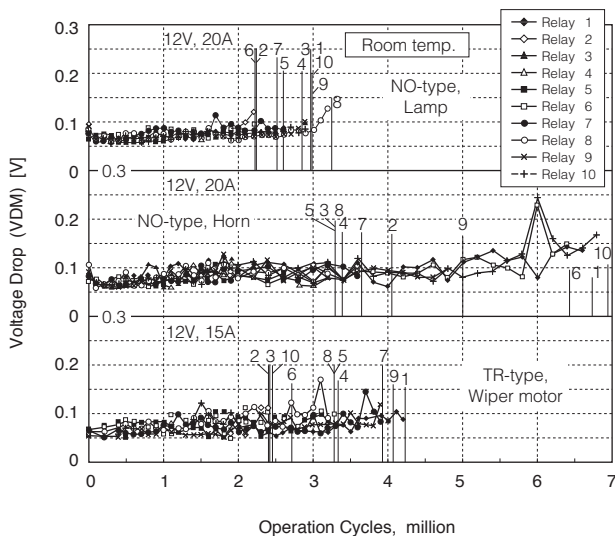 0.3
12V, 20A
3 1
6 2 7
5 4 10
9
8
Room temp.
NO-type,
Lamp
Relay 1
Relay 2
Relay 3
Relay 4
Relay 5
Relay 6
Relay 7
Relay 8
Relay 9
Relay 10
0.2
0.1
0
0.3
12V, 20A
NO-type, Horn
5 3 8
4 7 2 9
10
6 1
0.2
0.1
0
0.3
12V, 15A
2 3 10
6
8 5
4
7
9 1
TR-type,
Wiper motor
0.2
0.1
0
Voltage Drop (VDM) [V]
0 1 2 3 4 5 6 7
Operation Cycles, million